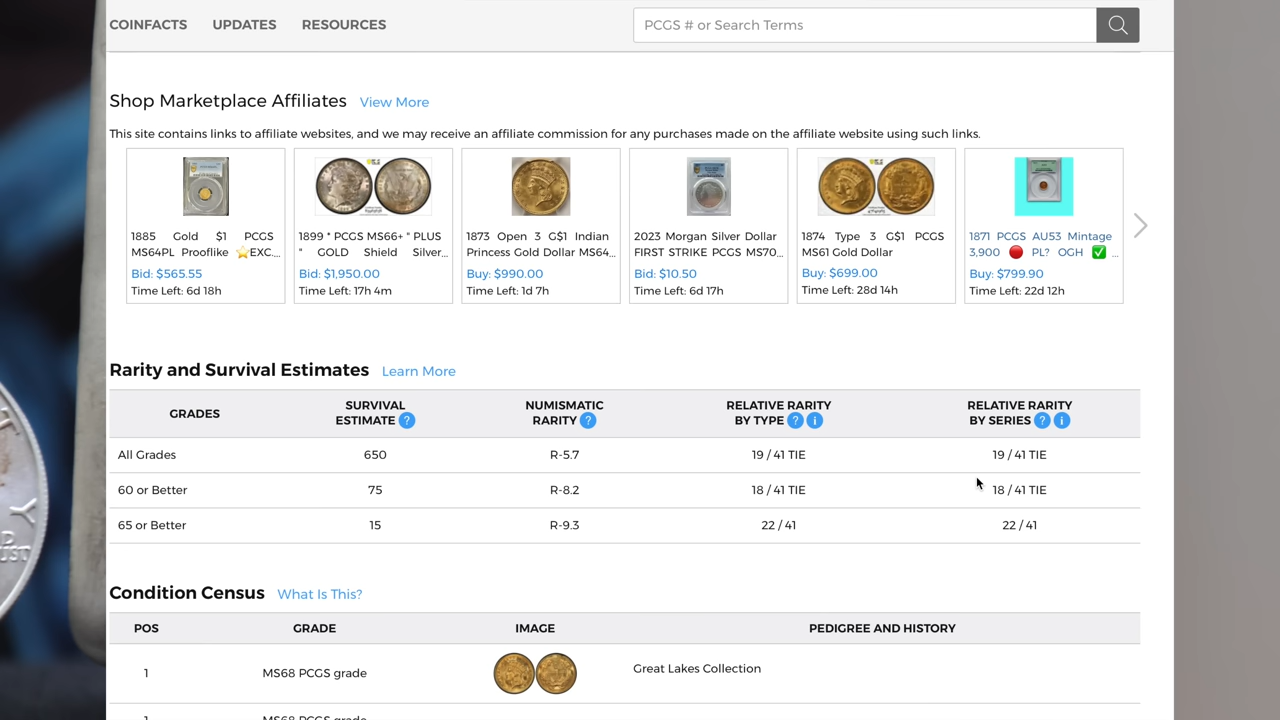 COINFACTS UPDATES RESOURCES PCGS # or Search Terms
Shop Marketplace Affiliates View More
This site contains links to affiliate websites, and we may receive an affiliate commission for any purchases made on the affiliate website using such links.
1885 Gold $1 PCGS
MS64PL Prooflike ⭐EXC...
Bid: $565.55
Time Left: 6d 18h
1899 * PCGS MS66+ " PLUS
" GOLD Shield Silver...
Bid: $1,950.00
Time Left: 17h 4m
1873 Open 3 G$1 Indian
Princess Gold Dollar MS64...
Buy: $990.00
Time Left: 1d 7h
2023 Morgan Silver Dollar
FIRST STRIKE PCGS MS70...
Bid: $10.50
Time Left: 6d 17h
1874 Type 3 G$1 PCGS
MS61 Gold Dollar
Buy: $699.00
Time Left: 28d 14h
1871 PCGS AU53 Mintage
3,900 🔴 PL? OGH ✅ ...
Buy: $799.90
Time Left: 22d 12h
Rarity and Survival Estimates Learn More
GRADES SURVIVAL ESTIMATE ? NUMISMATIC RARITY ? RELATIVE RARITY BY TYPE ? i RELATIVE RARITY BY SERIES ? i
All Grades 650 R-5.7 19 / 41 TIE 19 / 41 TIE
60 or Better 75 R-8.2 18 / 41 TIE 18 / 41 TIE
65 or Better 15 R-9.3 22 / 41 22 / 41
Condition Census What Is This?
POS GRADE IMAGE PEDIGREE AND HISTORY
1 MS68 PCGS grade Great Lakes Collection
1 MS68 PCGS grade